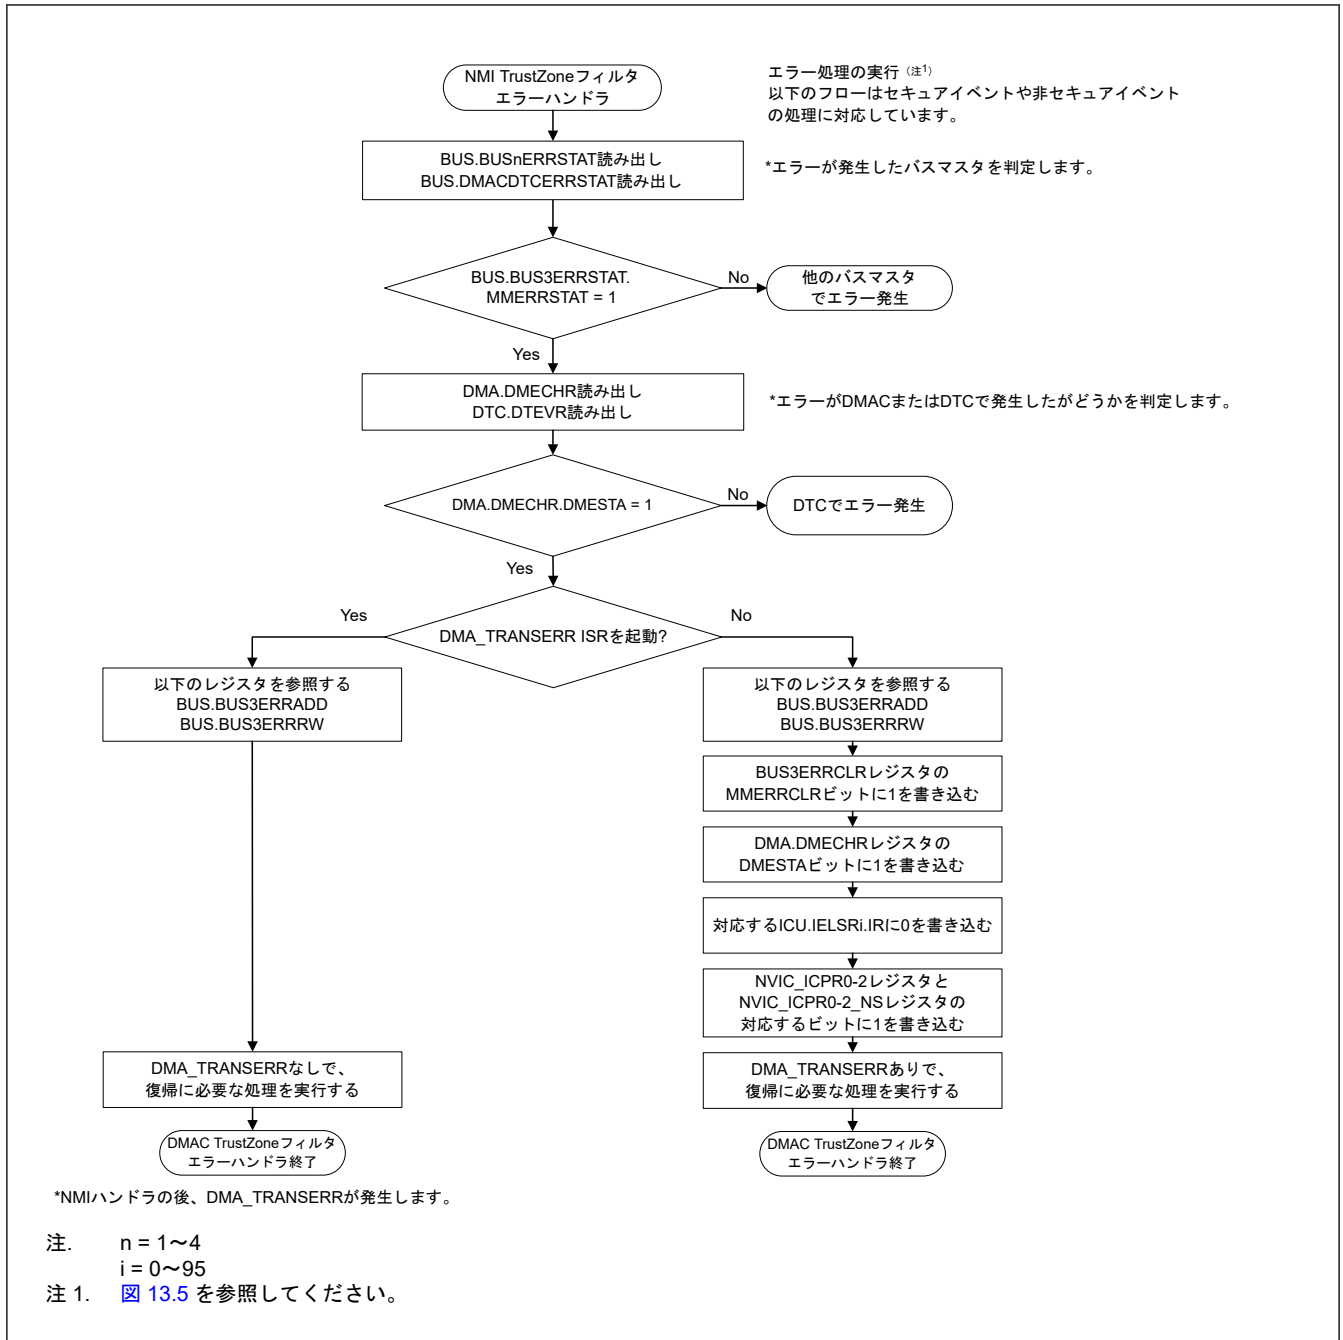 NMI TrustZoneフィルタ
エラーハンドラ
エラー処理の実行（注1）
以下のフローはセキュアイベントや非セキュアイベント
の処理に対応しています。
BUS.BUSnERRSTAT読み出し
BUS.DMACDTCERRSTAT読み出し
*エラーが発生したバスマスタを判定します。
BUS.BUS3ERRSTAT.
MMERRSTAT = 1
No
他のバスマスタ
でエラー発生
Yes
DMA.DMECHR読み出し
DTC.DTEVR読み出し
*エラーがDMACまたはDTCで発生したがどうかを判定します。
DMA.DMECHR.DMESTA = 1
No
DTCでエラー発生
Yes
Yes
DMA_TRANSERR ISRを起動?
No
以下のレジスタを参照する
BUS.BUS3ERRADD
BUS.BUS3ERRRW
以下のレジスタを参照する
BUS.BUS3ERRADD
BUS.BUS3ERRRW
BUS3ERRCLRレジスタの
MMERRCLRビットに1を書き込む
DMA.DMECHRレジスタの
DMESTAビットに1を書き込む
対応するICU.IELSRi.IRに0を書き込む
NVIC_ICPR0-2レジスタと
NVIC_ICPR0-2_NSレジスタの
対応するビットに1を書き込む
DMA_TRANSERRなしで、
復帰に必要な処理を実行する
DMA_TRANSERRありで、
復帰に必要な処理を実行する
DMAC TrustZoneフィルタ
エラーハンドラ終了
DMAC TrustZoneフィルタ
エラーハンドラ終了
*NMIハンドラの後、DMA_TRANSERRが発生します。
注. n = 1〜4
i = 0〜95
注 1. 図 13.5 を参照してください。